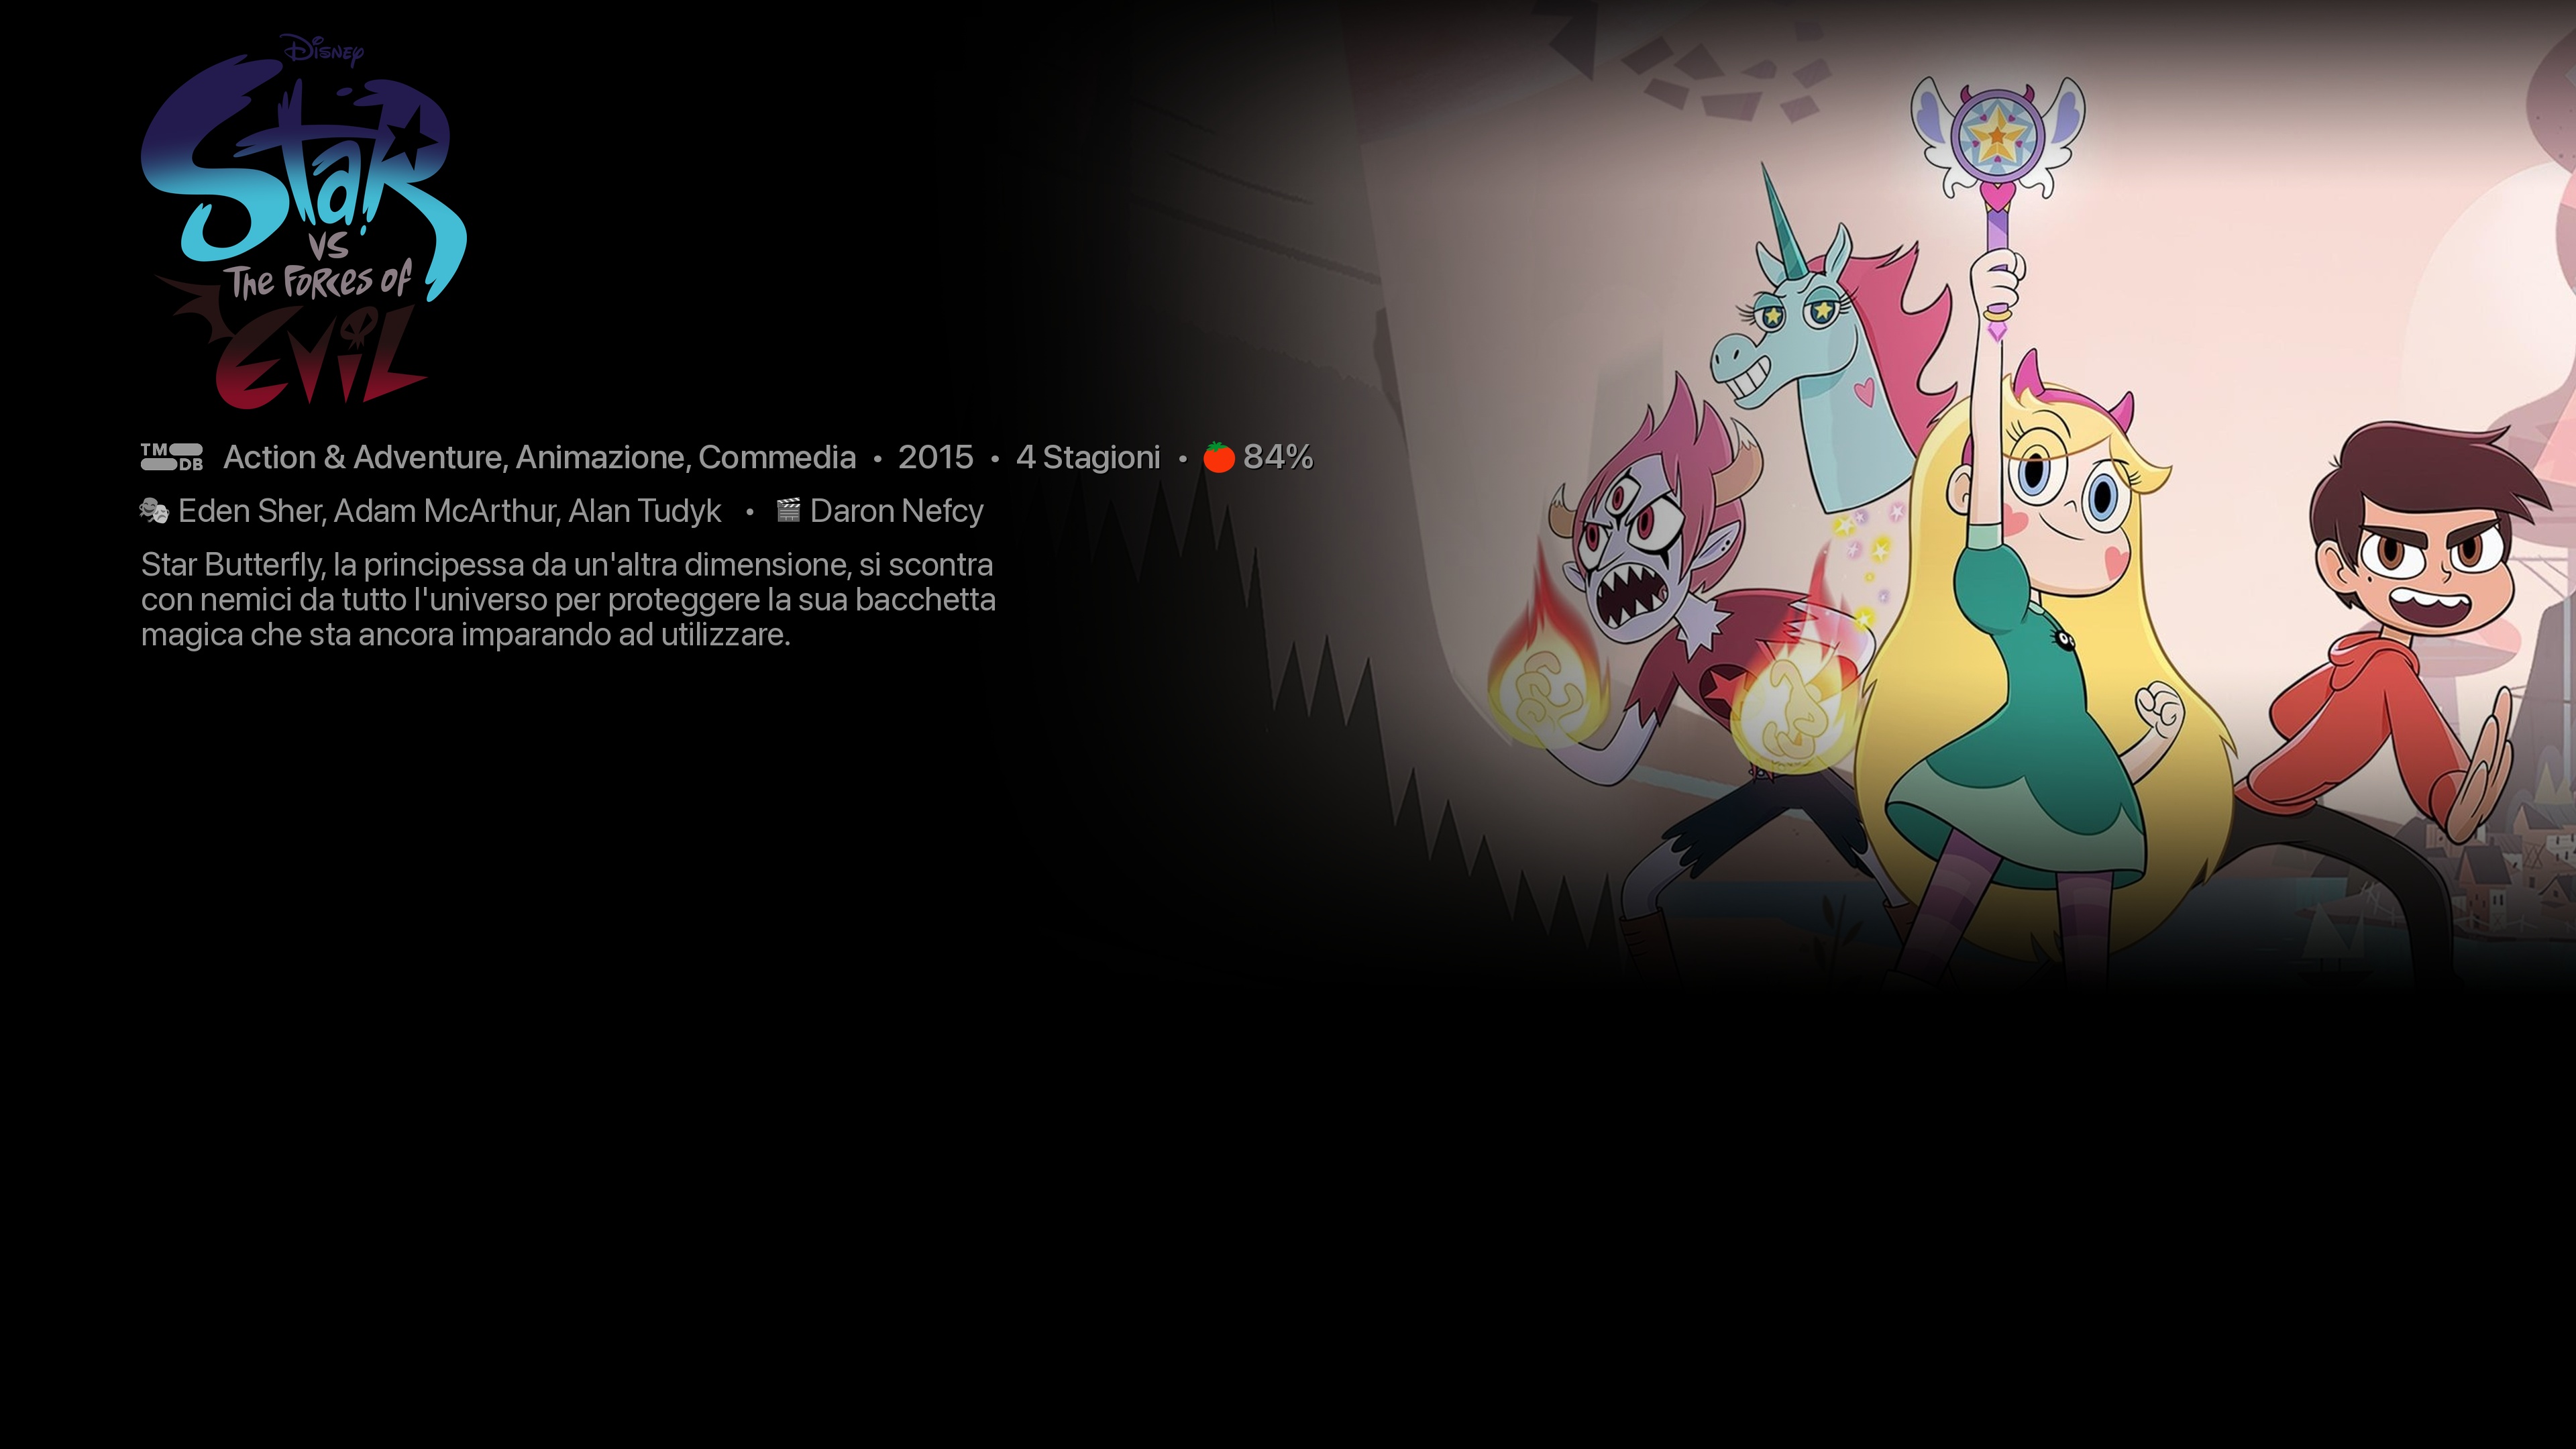 Disney
Star
vs
The Forces of
Evil
TMDB Action & Adventure, Animazione, Commedia • 2015 • 4 Stagioni • 84%
Eden Sher, Adam McArthur, Alan Tudyk • Daron Nefcy
Star Butterfly, la principessa da un'altra dimensione, si scontra
con nemici da tutto l'universo per proteggere la sua bacchetta
magica che sta ancora imparando ad utilizzare.